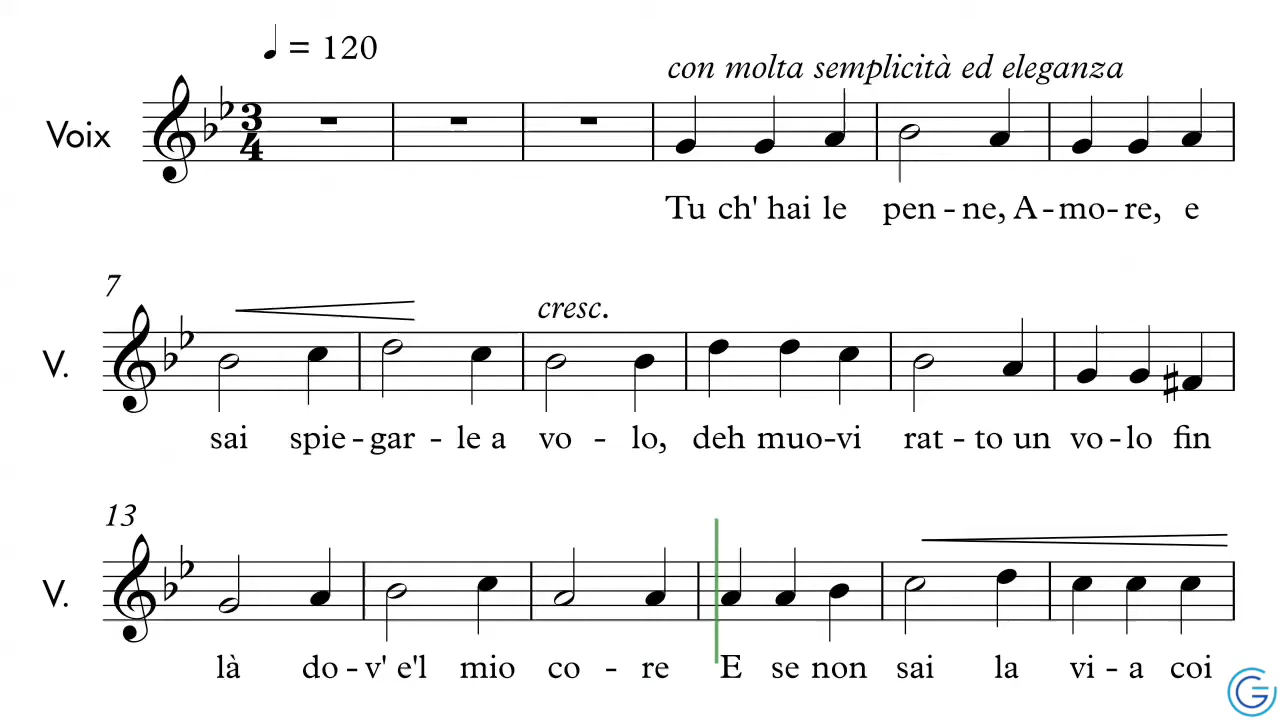 ♩ = 120
con molta semplicità ed eleganza
Voix
3
4
Tu ch' hai le pen - ne, A - mo - re, e
7
cresc.
V.
sai spie - gar - le a vo - lo, deh muo - vi rat - to un vo - lo fin
13
V.
là do - v' e'l mio co - re E se non sai la vi - a coi
G